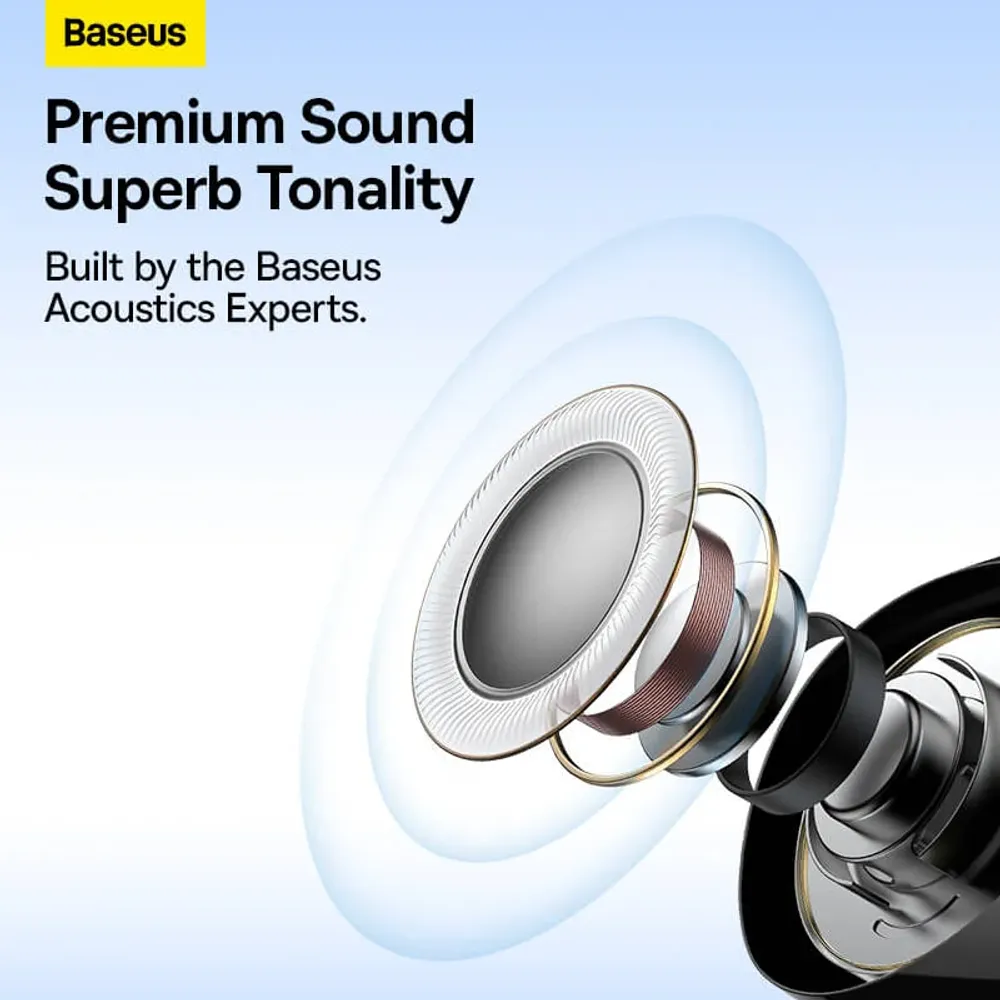 Baseus
Premium Sound
Superb Tonality
Built by the Baseus
Acoustics Experts.